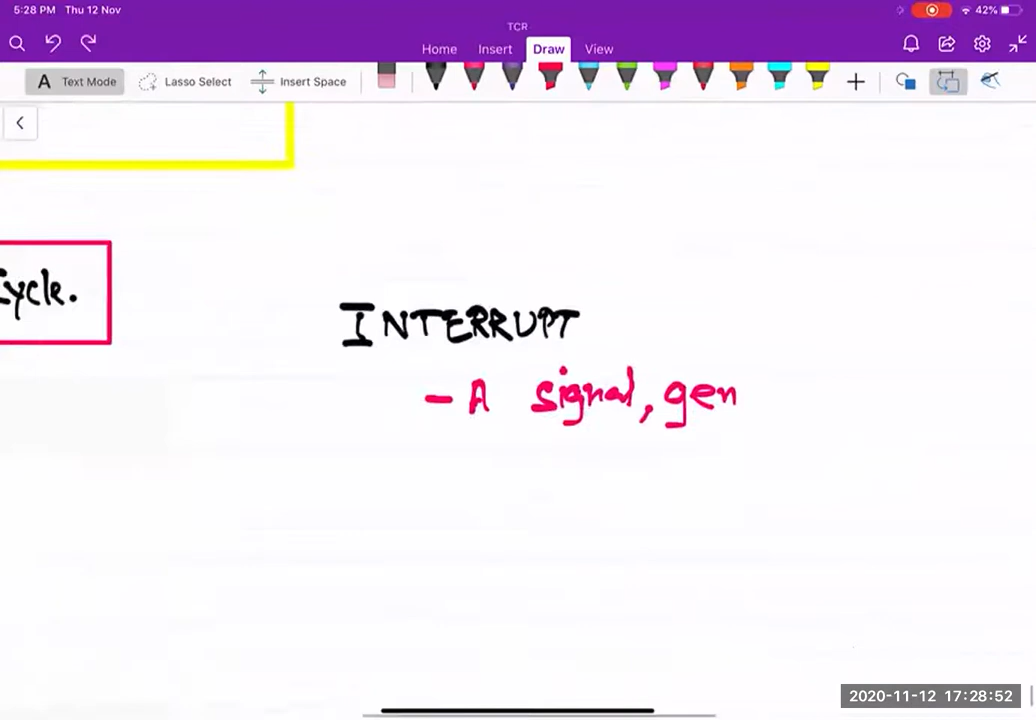 5:28 PM Thu 12 Nov
42%
TCR
Home Insert Draw View
A Text Mode Lasso Select Insert Space
Cycle.
INTERRUPT
- A signal, gen
2020-11-12 17:28:52